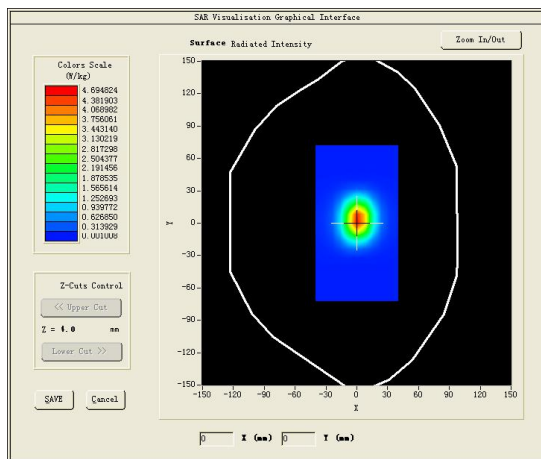 SAR Visualisation Graphical Interface
Surface Radiated Intensity
Zoom In/Out
Colors Scale
(W/kg)
4.694824
4.381903
4.068982
3.756061
3.443140
3.130219
2.817298
2.504377
2.191456
1.878535
1.565614
1.252693
0.939772
0.626850
0.313929
0.001008
Z-Cuts Control
<< Upper Cut
Z = 4.0 mm
Lower Cut >>
SAVE
Cancel
150
120
90
60
30
0
-30
-60
-90
-120
-150
Y
-150 -120 -90 -60 -30 0 30 60 90 120 150
X
0 X (mm) 0 Y (mm)